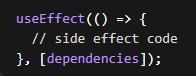 useEffect(() => {
  // side effect code
}, [dependencies]);